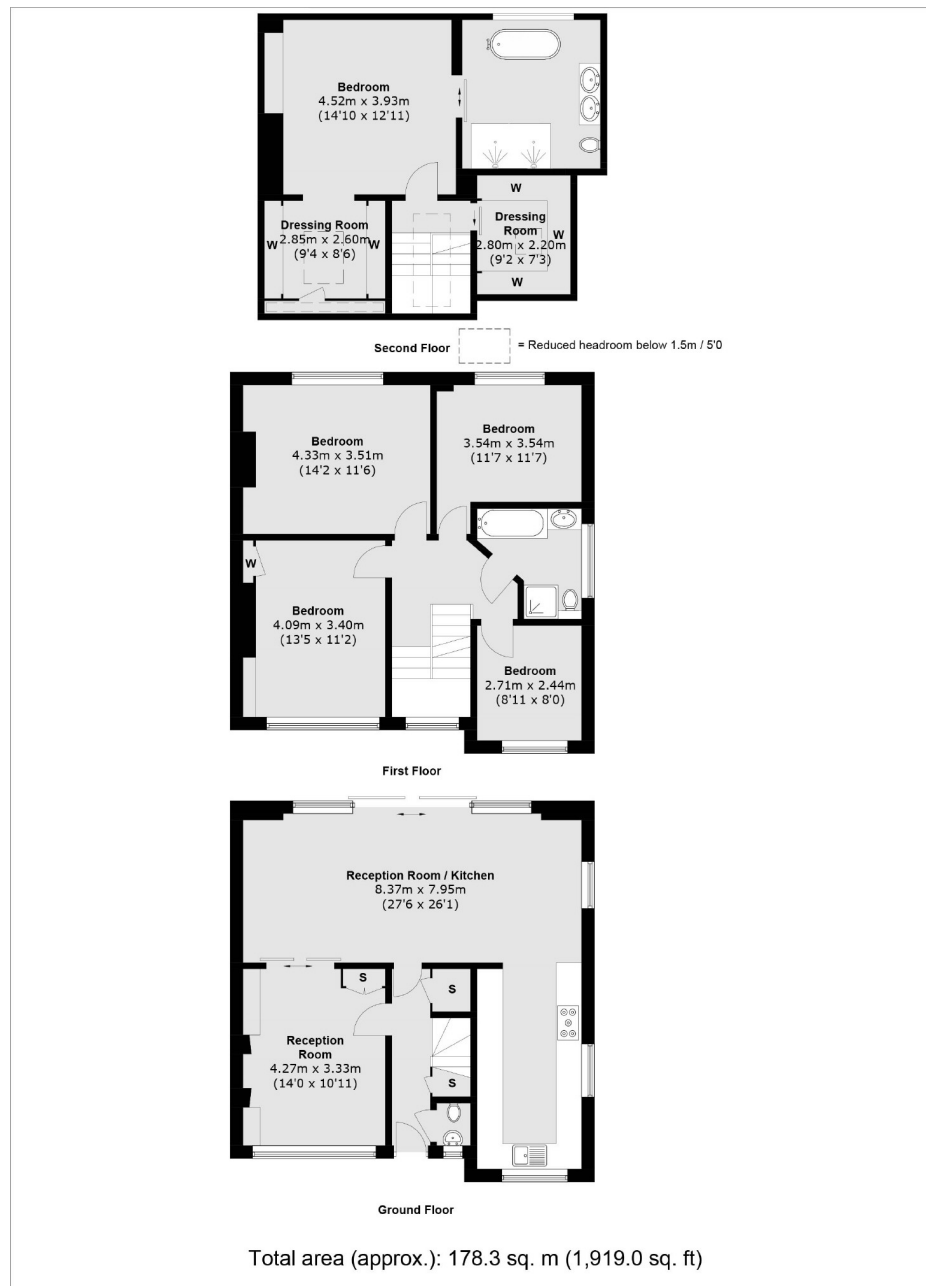 Bedroom
4.52m x 3.93m
(14'10 x 12'11)
W
Dressing Room
2.85m x 2.60m
(9'4 x 8'6)
W
W
Dressing
Room
2.80m x 2.20m
(9'2 x 7'3)
W
W
Second Floor
= Reduced headroom below 1.5m / 5'0
Bedroom
4.33m x 3.51m
(14'2 x 11'6)
Bedroom
3.54m x 3.54m
(11'7 x 11'7)
W
Bedroom
4.09m x 3.40m
(13'5 x 11'2)
Bedroom
2.71m x 2.44m
(8'11 x 8'0)
First Floor
Reception Room / Kitchen
8.37m x 7.95m
(27'6 x 26'1)
S
S
Reception
Room
4.27m x 3.33m
(14'0 x 10'11)
S
Ground Floor
Total area (approx.): 178.3 sq. m (1,919.0 sq. ft)